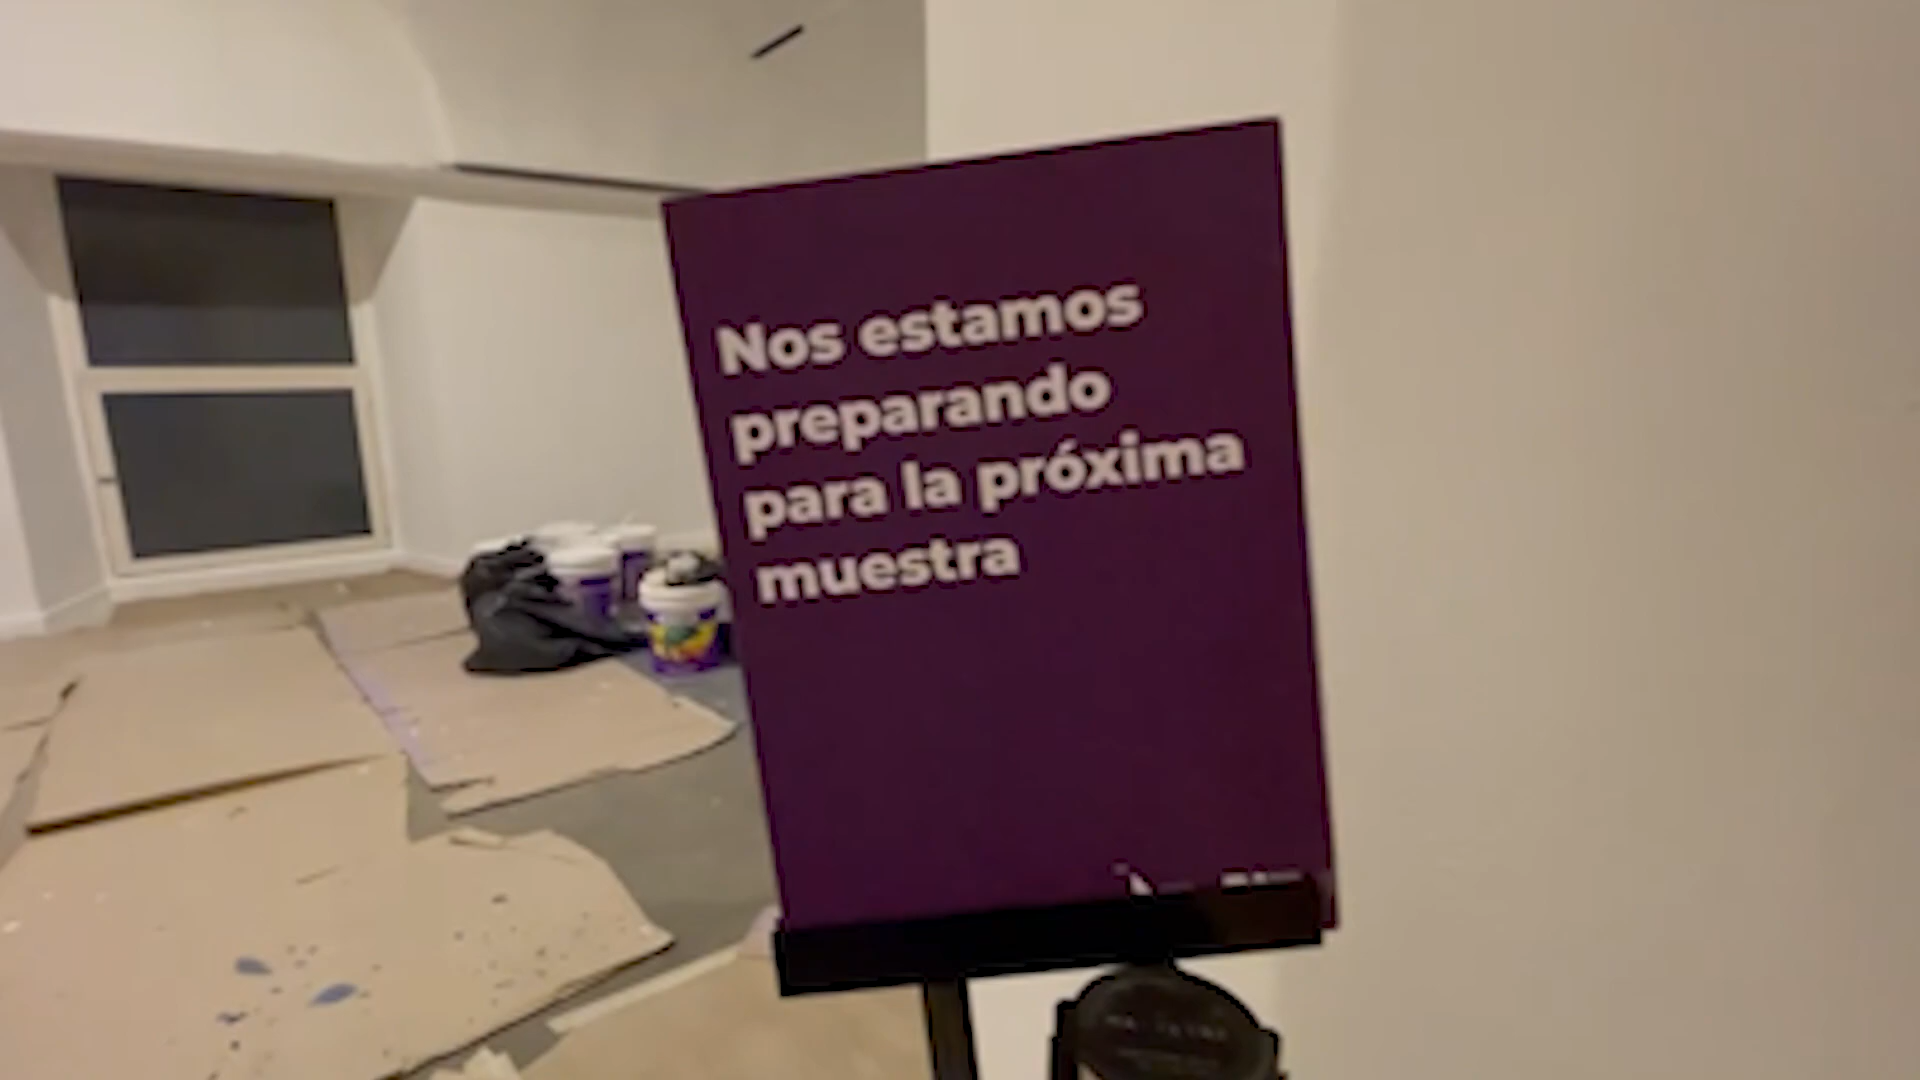 Nos estamos
preparando
para la próxima
muestra